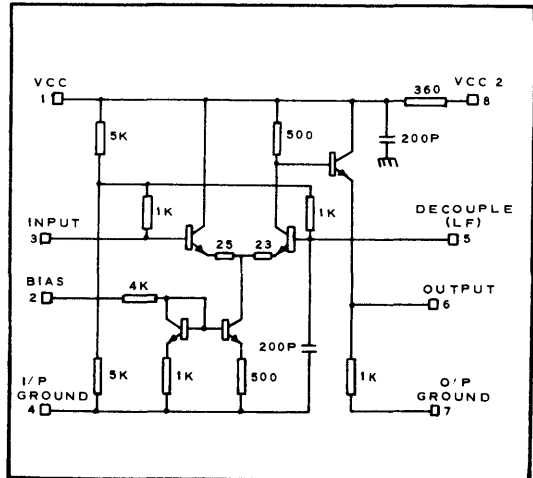 360
VCC
VCC 2
1
8
5K
500
200P
1K
1K
DECOUPLE
(LF)
INPUT
3
5
25
23
BIAS
2
4K
OUTPUT
6
200P
I/P
GROUND
4
5K
1K
500
1K
O/P
GROUND
7